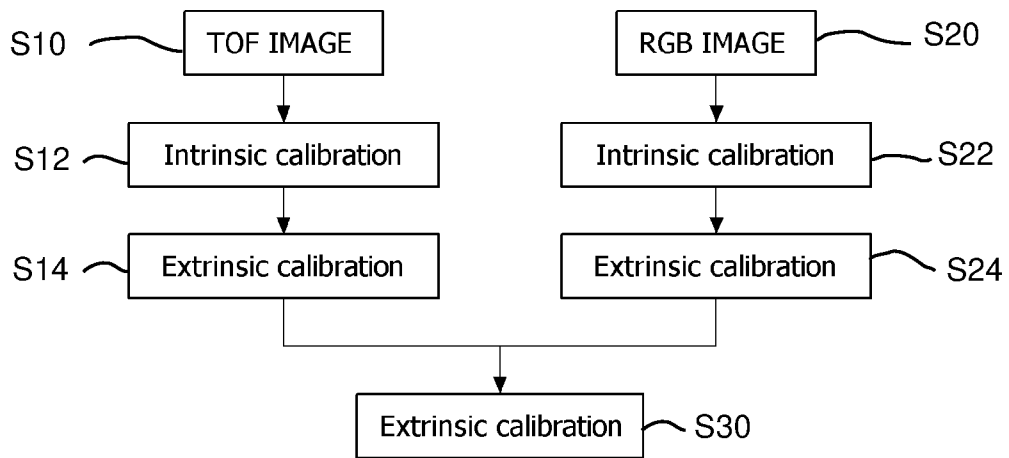 S10
TOF IMAGE
RGB IMAGE
S20
S12
Intrinsic calibration
Intrinsic calibration
S22
S14
Extrinsic calibration
Extrinsic calibration
S24
Extrinsic calibration
S30